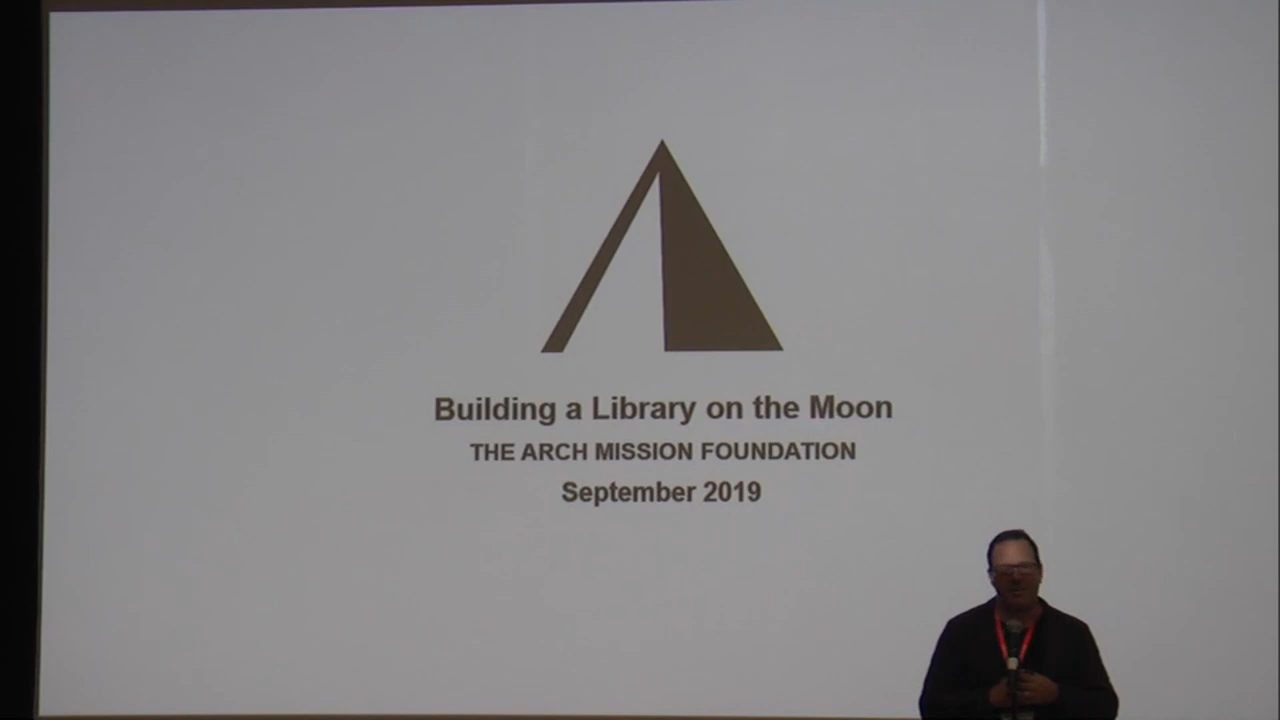 Building a Library on the Moon
THE ARCH MISSION FOUNDATION
September 2019